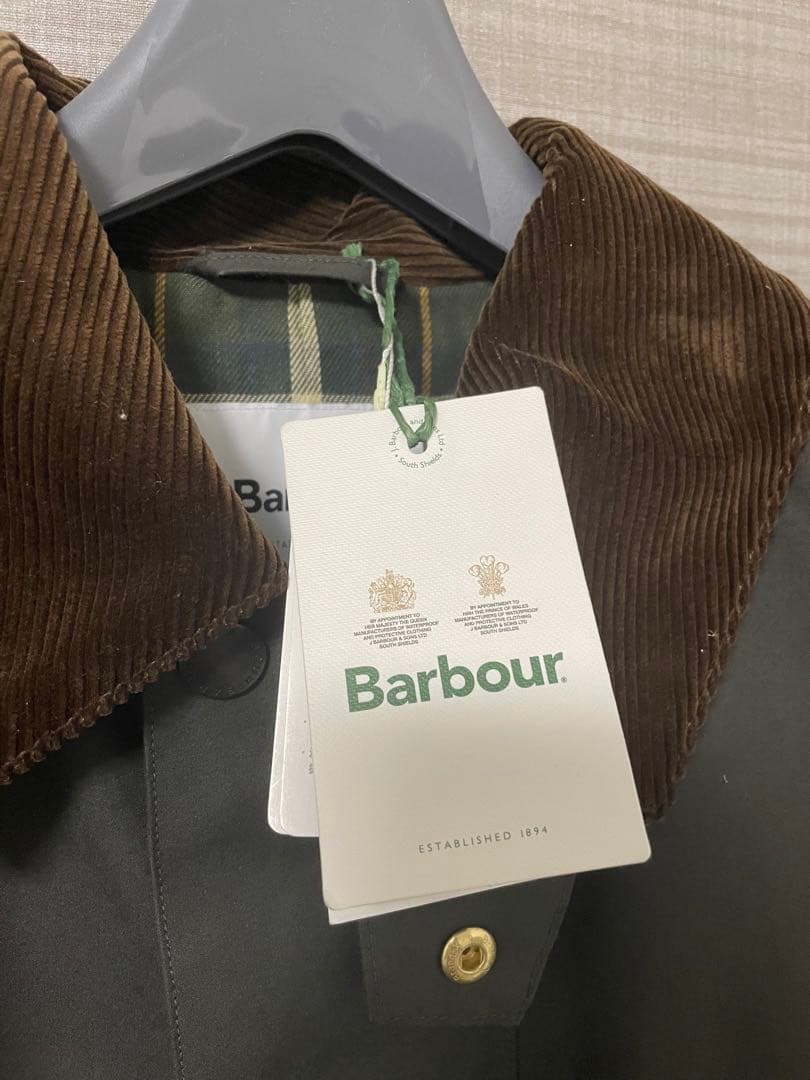 J. Barbour and
Ltd
• South Shields •
BY APPOINTMENT TO
HER MAJESTY THE QUEEN
MANUFACTURERS OF WATERPROOF
AND PROTECTIVE CLOTHING
J BARBOUR & SONS LTD
SOUTH SHIELDS
BY APPOINTMENT TO
HRH THE PRINCE OF WALES
MANUFACTURERS OF WATERPROOF
AND PROTECTIVE CLOTHING
J BARBOUR & SONS LTD
SOUTH SHIELDS
Barbour®
ESTABLISHED 1894
Ba